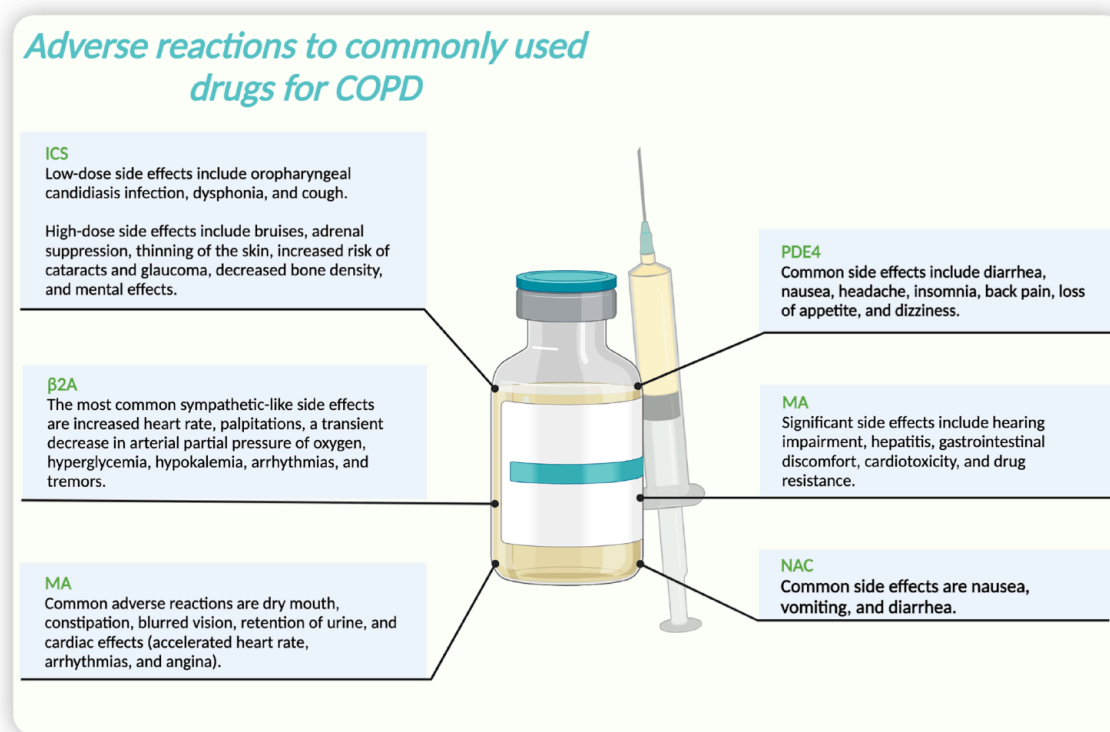 Adverse reactions to commonly used
drugs for COPD
ICS
Low-dose side effects include oropharyngeal
candidiasis infection, dysphonia, and cough.
High-dose side effects include bruises, adrenal
suppression, thinning of the skin, increased risk of
cataracts and glaucoma, decreased bone density,
and mental effects.
β2A
The most common sympathetic-like side effects
are increased heart rate, palpitations, a transient
decrease in arterial partial pressure of oxygen,
hyperglycemia, hypokalemia, arrhythmias, and
tremors.
MA
Common adverse reactions are dry mouth,
constipation, blurred vision, retention of urine, and
cardiac effects (accelerated heart rate,
arrhythmias, and angina).
PDE4
Common side effects include diarrhea,
nausea, headache, insomnia, back pain, loss
of appetite, and dizziness.
MA
Significant side effects include hearing
impairment, hepatitis, gastrointestinal
discomfort, cardiotoxicity, and drug
resistance.
NAC
Common side effects are nausea,
vomiting, and diarrhea.